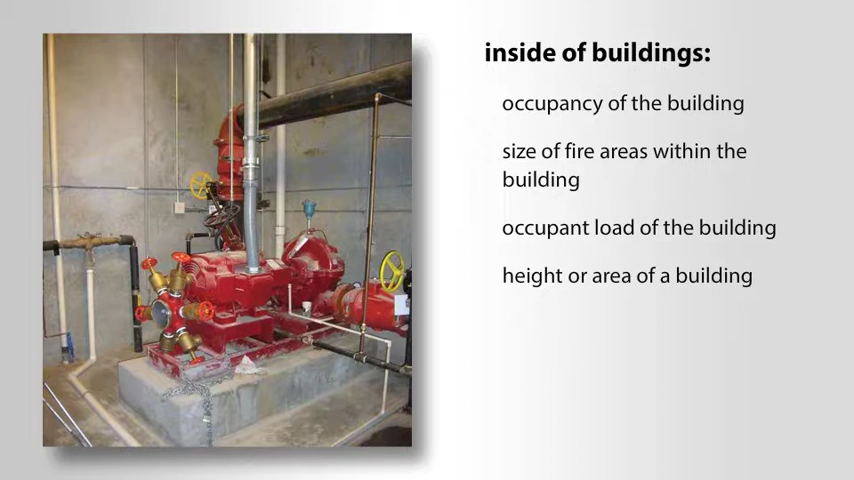 inside of buildings:
occupancy of the building
size of fire areas within the
building
occupant load of the building
height or area of a building